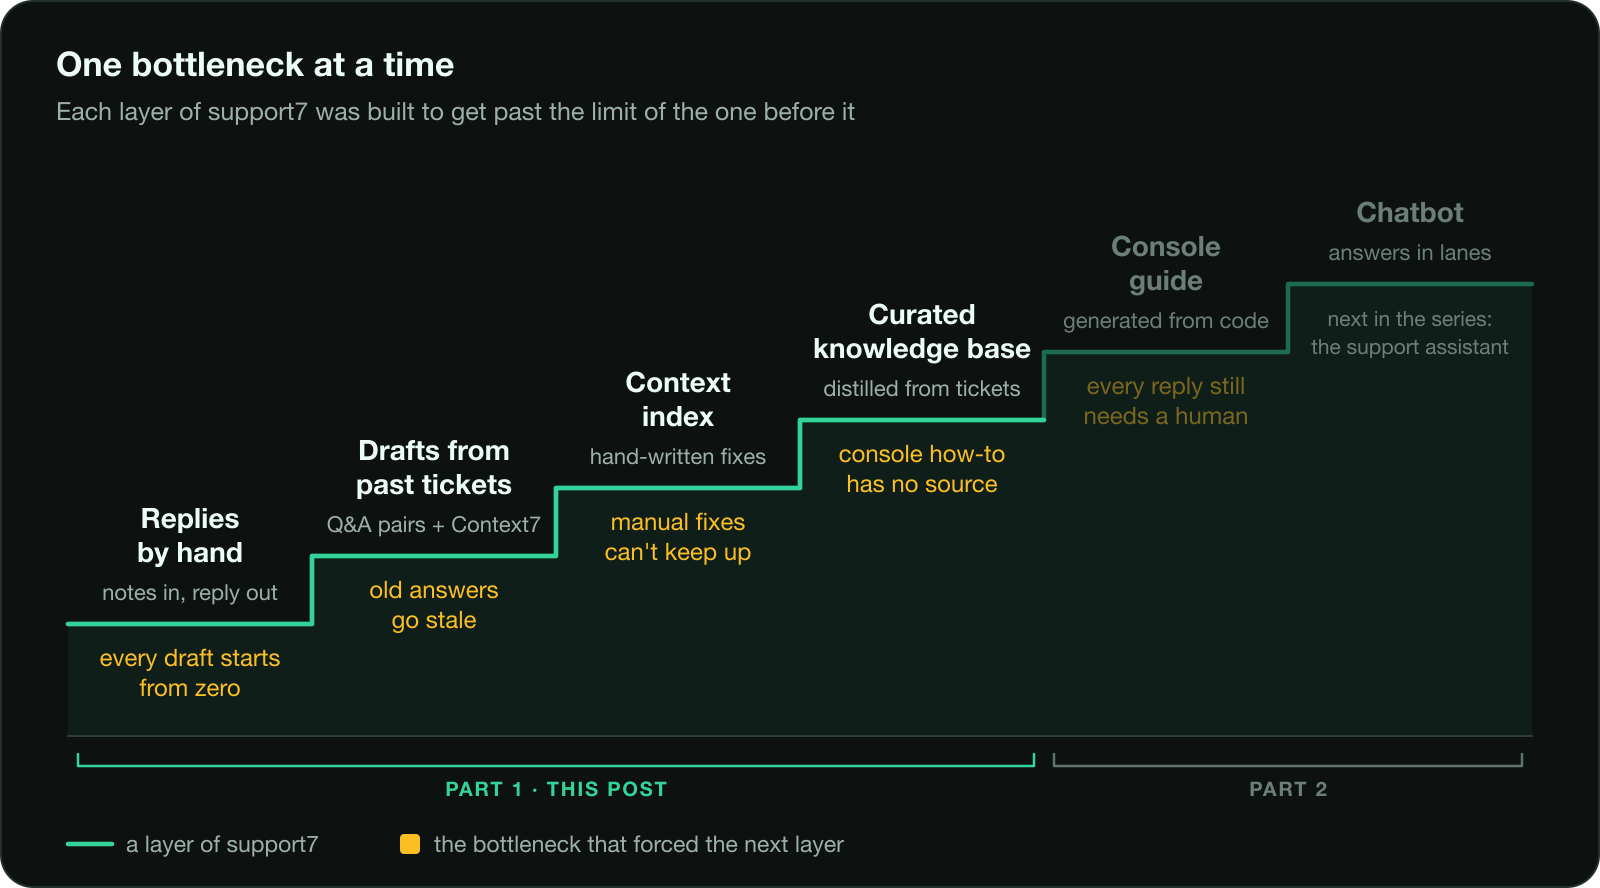 One bottleneck at a time
Each layer of support7 was built to get past the limit of the one before it
Replies
by hand
notes in, reply out
every draft starts
from zero
Drafts from
past tickets
Q&A pairs + Context7
old answers
go stale
Context
index
hand-written fixes
manual fixes
can't keep up
Curated
knowledge base
distilled from tickets
console how-to
has no source
Console
guide
generated from code
every reply still
needs a human
Chatbot
answers in lanes
next in the series:
the support assistant
PART 1 · THIS POST
PART 2
a layer of support7
the bottleneck that forced the next layer